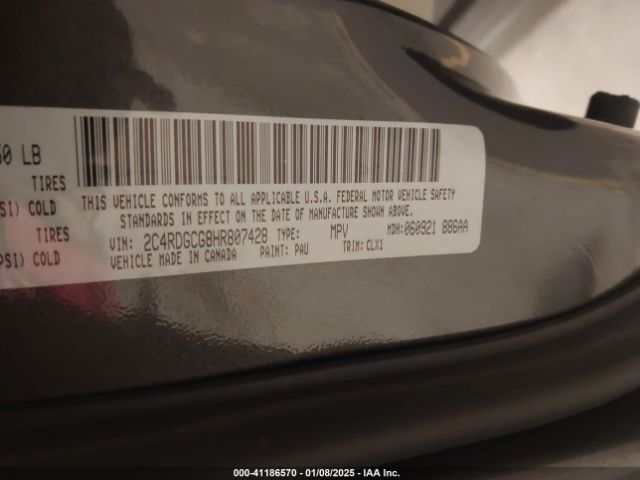 50 LB
TIRES
PSI) COLD
TIRES
PSI) COLD
THIS VEHICLE CONFORMS TO ALL APPLICABLE U.S.A. FEDERAL MOTOR VEHICLE SAFETY
STANDARDS IN EFFECT ON THE DATE OF MANUFACTURE SHOWN ABOVE.
VIN: 2C4RDGCG8HR807428 TYPE: MPV MDH:060921 886AA
VEHICLE MADE IN CANADA PAINT: PAU TRIM: CLX1
000-41186570 - 01/08/2025 - IAA Inc.